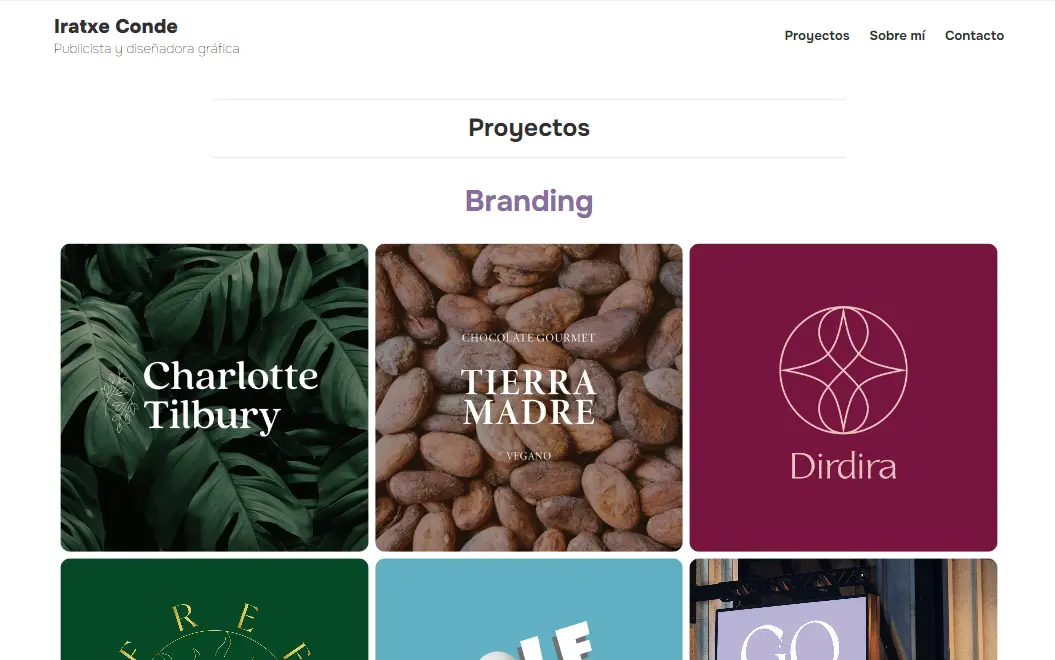 Iratxe Conde
Publicista y diseñadora gráfica
Proyectos Sobre mí Contacto
Proyectos
Branding
Charlotte
Tilbury
CHOCOLATE GOURMET
TIERRA
MADRE
VEGANO
Dirdira
GO